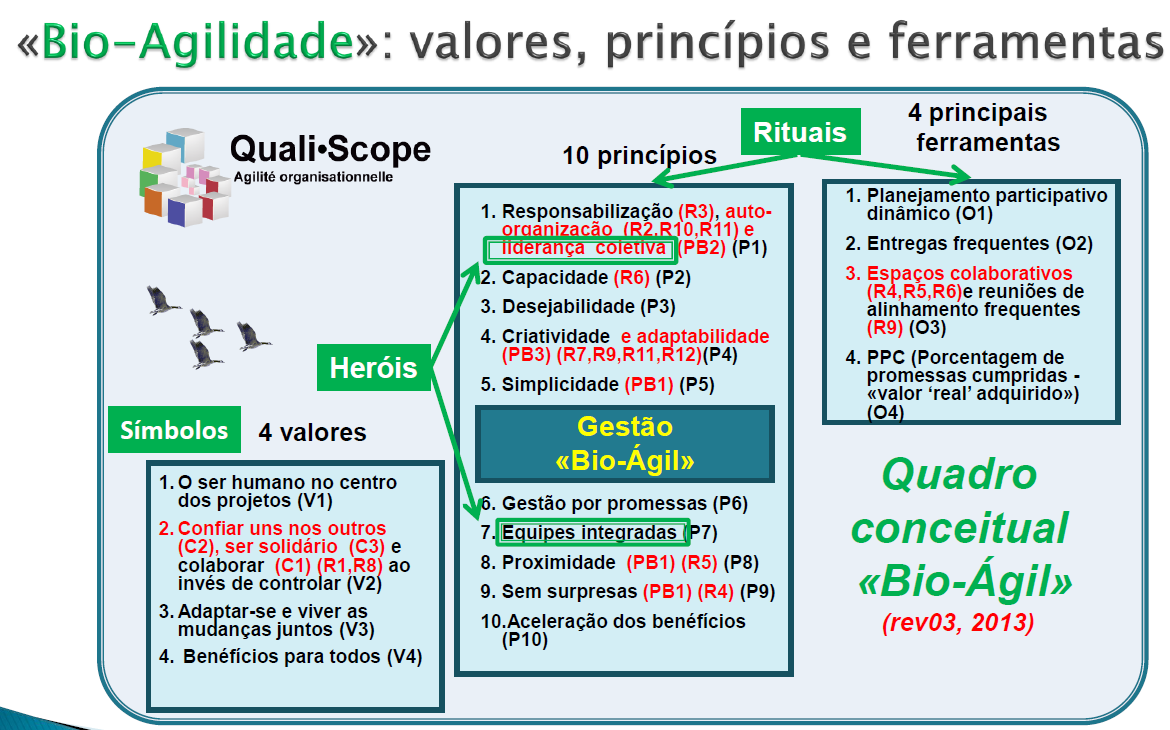 «Bio-Agilidade»: valores, princípios e ferramentas
Quali•Scope
Agilité organisationnelle
Símbolos
4 valores
1. O ser humano no centro
dos projetos (V1)
2. Confiar uns nos outros
(C2), ser solidário (C3) e
colaborar (C1) (R1,R8) ao
invés de controlar (V2)
3. Adaptar-se e viver as
mudanças juntos (V3)
4. Benéfícios para todos (V4)
Heróis
Rituais
10 princípios
1. Responsabilização (R3), auto-
organização (R2,R10,R11) e
liderança coletiva (PB2) (P1)
2. Capacidade (R6) (P2)
3. Desejabilidade (P3)
4. Criatividade e adaptabilidade
(PB3) (R7,R9,R11,R12)(P4)
5. Simplicidade (PB1) (P5)
Gestão
«Bio-Ágil»
6. Gestão por promessas (P6)
7. Equipes integradas (P7)
8. Proximidade (PB1) (R5) (P8)
9. Sem surpresas (PB1) (R4) (P9)
10.Aceleração dos benéfícios
(P10)
4 principais
ferramentas
1. Planejamento participativo
dinâmico (O1)
2. Entregas frequentes (O2)
3. Espaços colaborativos
(R4,R5,R6)e reuniões de
alinhamento frequentes
(R9) (O3)
4. PPC (Porcentagem de
promessas cumpridas -
«valor ‘real’ adquirido»)
(O4)
Quadro
conceitual
«Bio-Ágil»
(rev03, 2013)